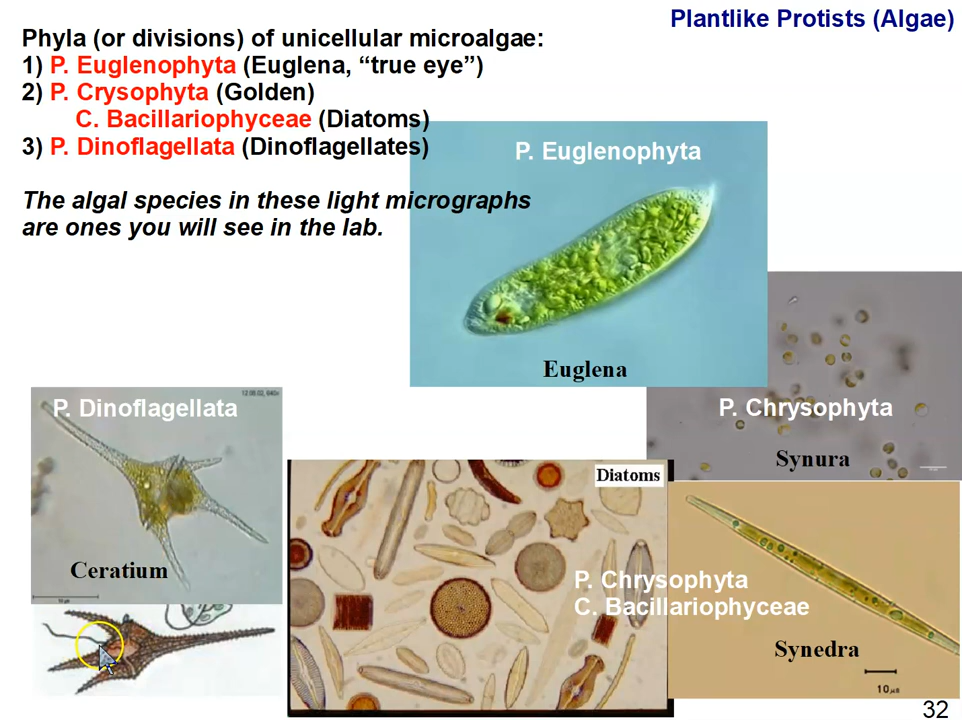 Plantlike Protists (Algae)
Phyla (or divisions) of unicellular microalgae:
1) P. Euglenophyta (Euglena, “true eye”)
2) P. Crysophyta (Golden)
C. Bacillariophyceae (Diatoms)
3) P. Dinoflagellata (Dinoflagellates)
The algal species in these light micrographs
are ones you will see in the lab.
P. Euglenophyta
Euglena
P. Chrysophyta
Synura
P. Dinoflagellata
Ceratium
Diatoms
P. Chrysophyta
C. Bacillariophyceae
Synedra
32